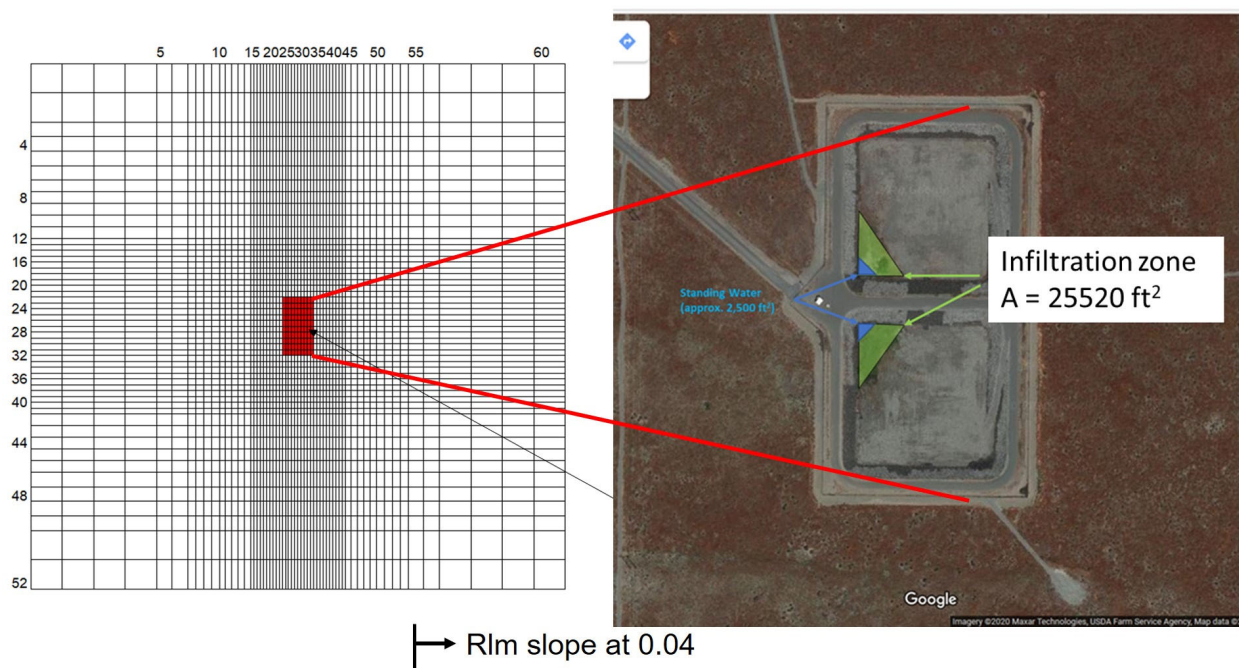 5 10 15 20 25 30 35 40 45 50 55 60
4
8
12
16
20
24
28
32
36
40
44
48
52
Standing Water
(approx. 2,500 ft²)
Infiltration zone
A = 25520 ft²
Google
Imagery ©2020 Maxar Technologies, USDA Farm Service Agency, Map data ©
Rlm slope at 0.04